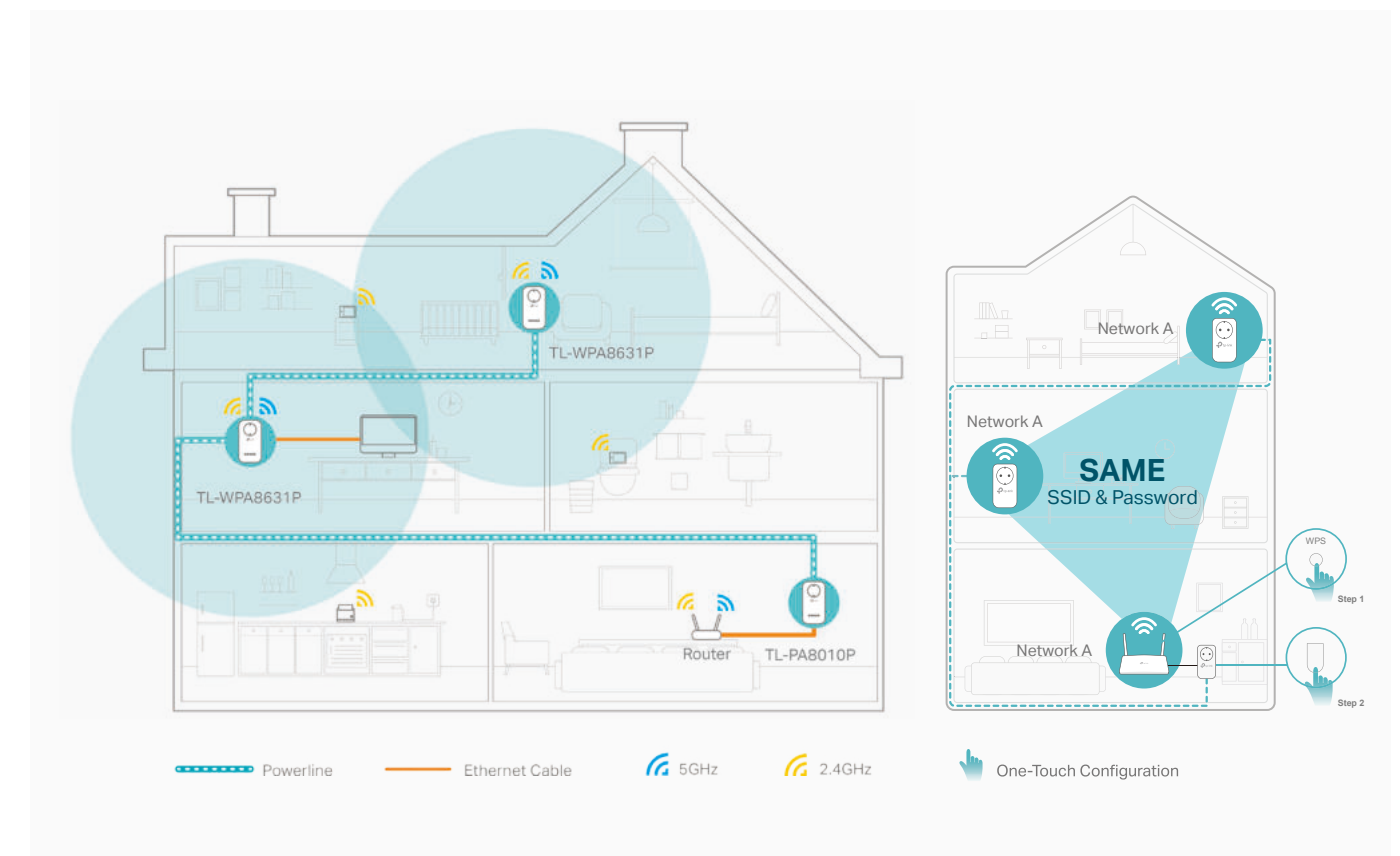 TL-WPA8631P
TL-WPA8631P
Router
TL-PA8010P
Network A
Network A
SAME
SSID & Password
Network A
WPS
Step 1
Step 2
Powerline
Ethernet Cable
5GHz
2.4GHz
One-Touch Configuration